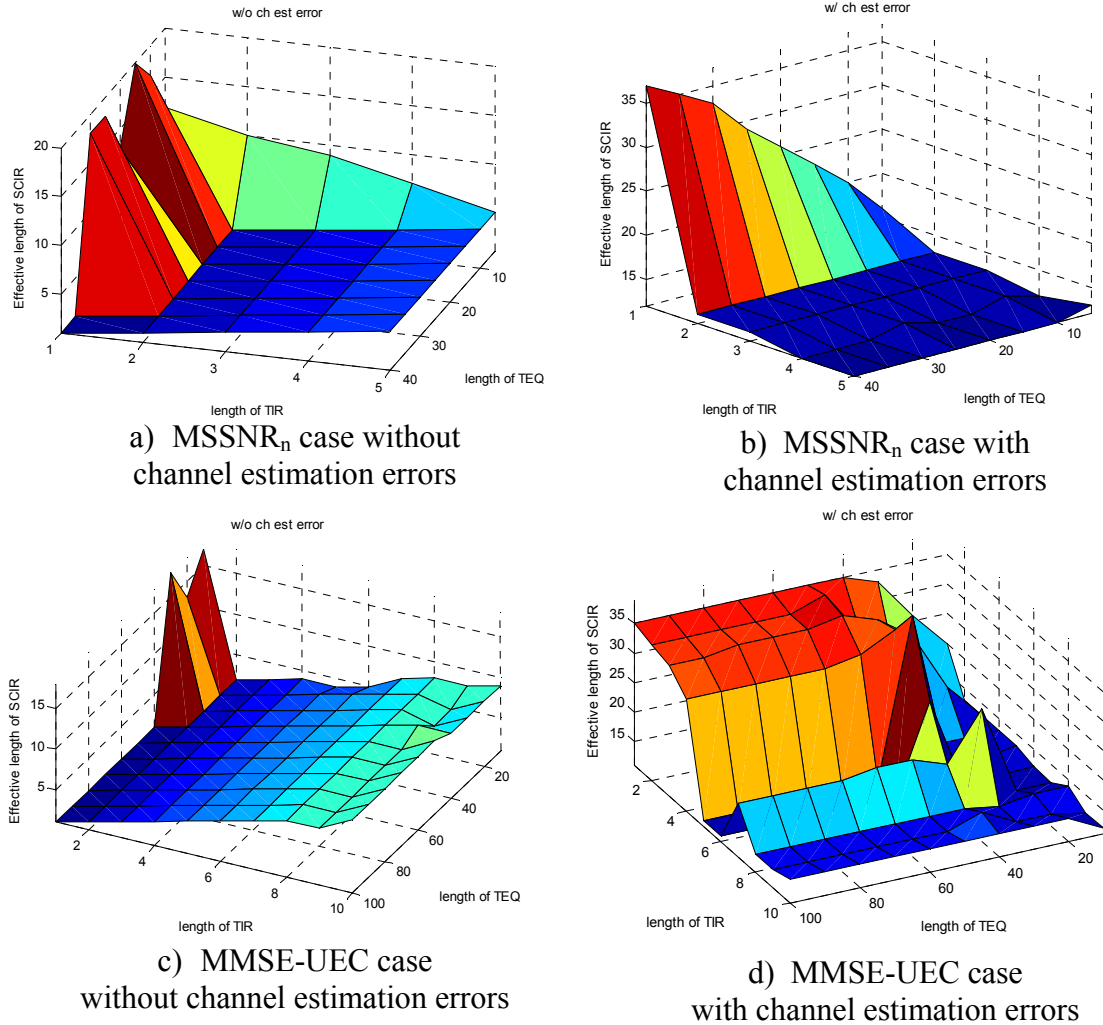 w/o ch est error
Effective length of SCIR
20
15
10
5
1
2
3
4
5
10
20
30
40
length of TIR
length of TEQ
a) MSSNRn case without
channel estimation errors
w/ ch est error
Effective length of SCIR
35
30
25
20
15
1
2
3
4
5
10
20
30
40
length of TIR
length of TEQ
b) MSSNRn case with
channel estimation errors
w/o ch est error
Effective length of SCIR
15
10
5
2
4
6
8
10
20
40
60
80
100
length of TIR
length of TEQ
c) MMSE-UEC case
without channel estimation errors
w/ ch est error
Effective length of SCIR
35
30
25
20
15
2
4
6
8
10
20
40
60
80
100
length of TIR
length of TEQ
d) MMSE-UEC case
with channel estimation errors